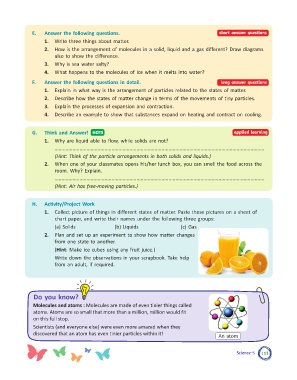 E. Answer the following questions. short answer questions
1. Write three things about matter.
2. How is the arrangement of molecules in a solid, liquid and a gas different? Draw diagrams
also to show the difference.
3. Why is sea water salty?
4. What happens to the molecules of ice when it melts into water?
F. Answer the following questions in detail. long answer questions
1. Explain in what way is the arrangement of particles related to the states of matter.
2. Describe how the states of matter change in terms of the movements of tiny particles.
3. Explain the processes of expansion and contraction.
4. Describe an example to show that substances expand on heating and contract on cooling.
G. Think and Answer! HOTS applied learning
1. Why are liquid able to flow, while solids are not?
(Hint: Think of the particle arrangements in both solids and liquids.)
2. When one of your classmates opens his/her lunch box, you can smell the food across the
room. Why? Explain.
(Hint: Air has free-moving particles.)
H. Activity/Project Work
1. Collect picture of things in different states of matter. Paste these pictures on a sheet of
chart paper, and write their names under the following three groups:
(a) Solids (b) Liquids (c) Gas
2. Plan and set up an experiment to show how matter changes
from one state to another.
(Hint: Make ice cubes using any fruit juice.)
Write down the observations in your scrapbook. Take help
from an adult, if required.
Do you know?
Molecules and atoms : Molecules are made of even tinier things called
atoms. Atoms are so small that more than a million, million would fit
on this full stop.
Scientists (and everyone else) were even more amazed when they
discovered that an atom has even tinier particles within it!
An atom
Science-5